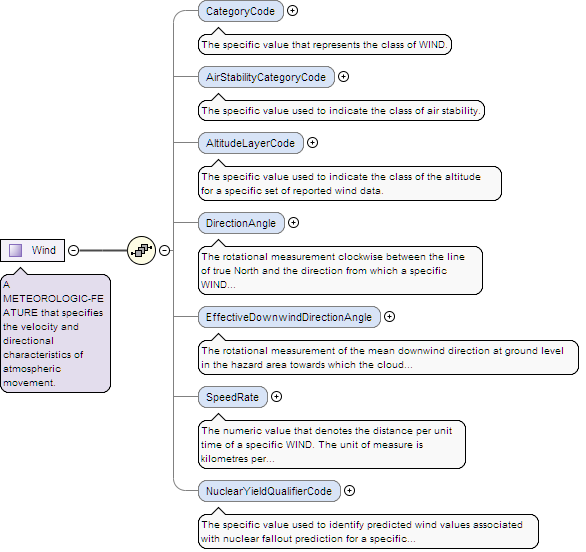 CategoryCode
The specific value that represents the class of WIND.
AirStabilityCategoryCode
The specific value used to indicate the class of air stability.
AltitudeLayerCode
The specific value used to indicate the class of the altitude
for a specific set of reported wind data.
DirectionAngle
The rotational measurement clockwise between the line
of true North and the direction from which a specific
WIND...
Wind
A
METEOROLOGIC-FE
ATURE that specifies
the velocity and
directional
characteristics of
atmospheric
movement.
EffectiveDownwindDirectionAngle
The rotational measurement of the mean downwind direction at ground level
in the hazard area towards which the cloud...
SpeedRate
The numeric value that denotes the distance per unit
time of a specific WIND. The unit of measure is
kilometres per...
NuclearYieldQualifierCode
The specific value used to identify predicted wind values associated
with nuclear fallout prediction for a specific...